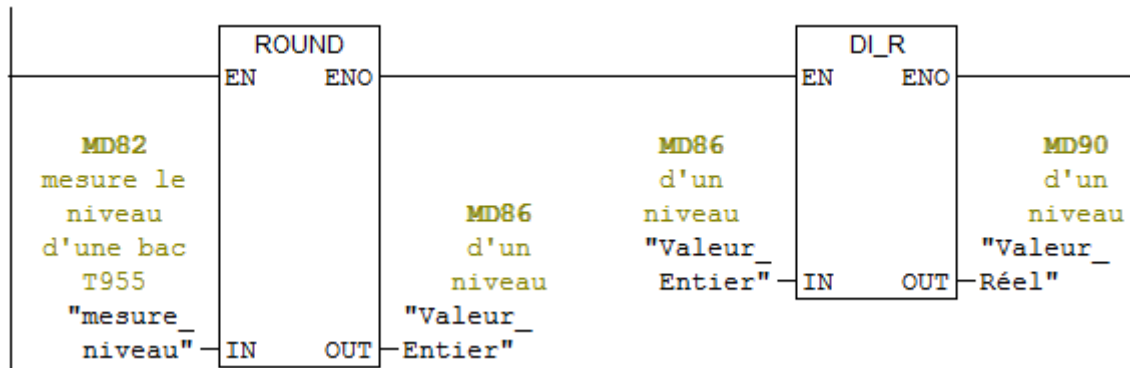 ROUND
EN ENO
MD82
mesure le
niveau
d'une bac
T955
"mesure_
niveau"
IN OUT
MD86
d'un
niveau
"Valeur_
Entier"
DI_R
EN ENO
MD86
d'un
niveau
"Valeur_
Entier"
IN OUT
MD90
d'un
niveau
"Valeur_
Réel"